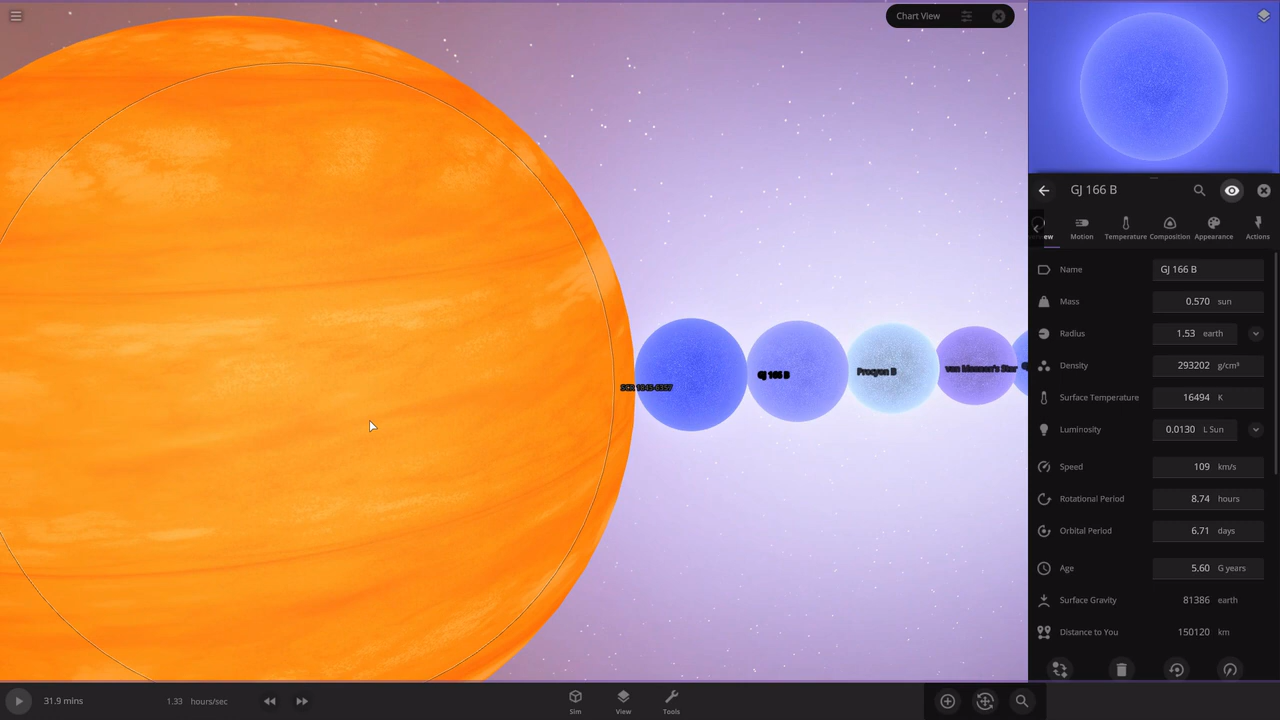 Chart View
GJ 166 B
Motion
Temperature
Composition
Appearance
Actions
Name
GJ 166 B
Mass
0.570 sun
Radius
1.53 earth
Density
293202 g/cm³
Surface Temperature
16494 K
Luminosity
0.0130 L Sun
Speed
109 km/s
Rotational Period
8.74 hours
Orbital Period
6.71 days
Age
5.60 G years
Surface Gravity
81386 earth
Distance to You
150120 km
SCR 1845-6357
GJ 166 B
Procyon B
van Maanen's Star
31.9 mins
1.33 hours/sec
Sim
View
Tools